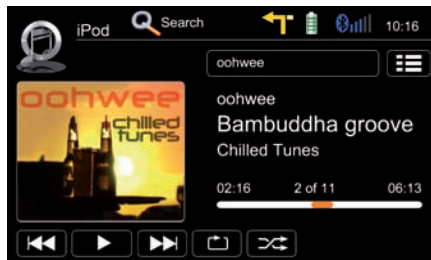 iPod Search 10:16
oohwee
oohwee
chilled
tunes
oohwee
Bambuddha groove
Chilled Tunes
02:16 2 of 11 06:13